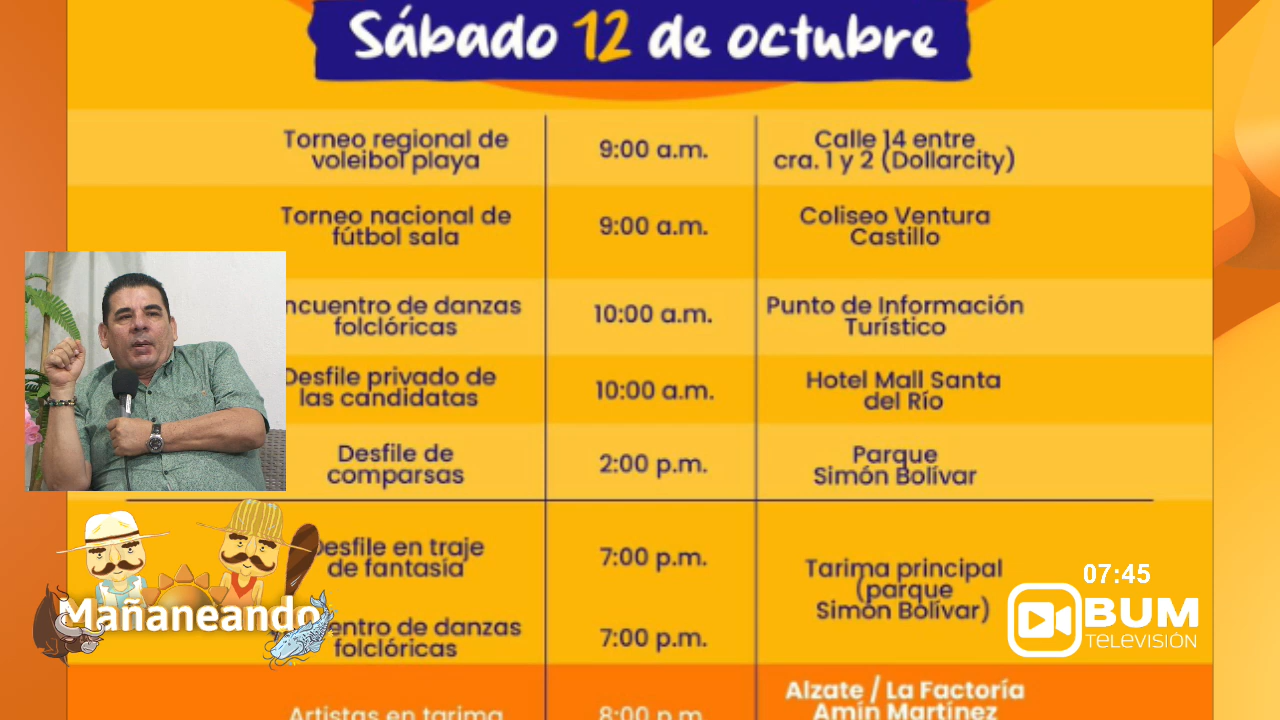 Sábado 12 de octubre
Torneo regional de
voleibol playa
9:00 a.m.
Calle 14 entre
cra. 1 y 2 (Dollarcity)
Torneo nacional de
fútbol sala
9:00 a.m.
Coliseo Ventura
Castillo
ncuentro de danzas
folclóricas
10:00 a.m.
Punto de Información
Turístico
Desfile privado de
las candidatas
10:00 a.m.
Hotel Mall Santa
del Río
Desfile de
comparsas
2:00 p.m.
Parque
Simón Bolívar
Desfile en traje
de fantasía
7:00 p.m.
Tarima principal
(parque
Simón Bolívar)
entro de danzas
folclóricas
7:00 p.m.
Artistas en tarima
8:00 p.m.
Alzate / La Factoría
Amín Martínez
Mañaneando
07:45
BUM
TELEVISIÓN